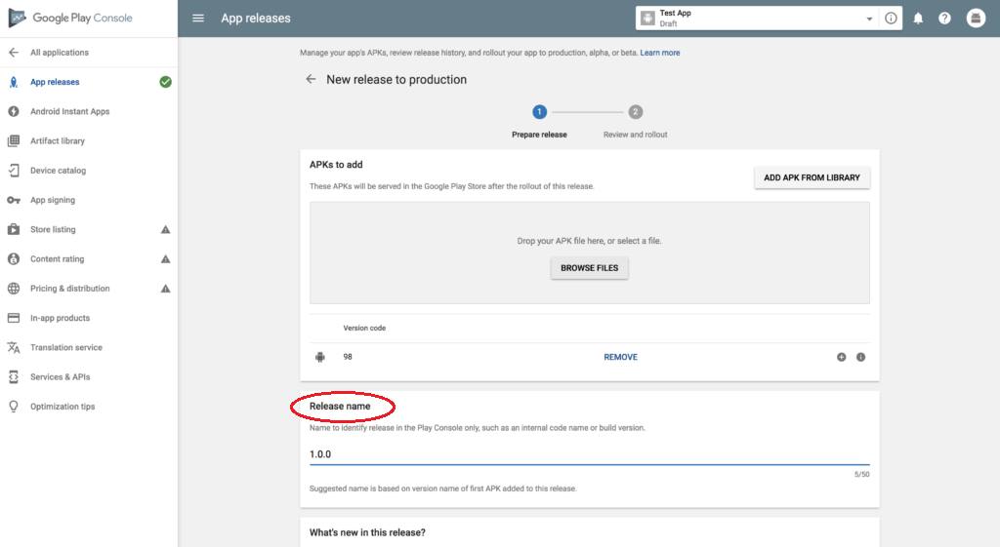 Google Play Console
App releases
Test App
Draft
All applications
App releases
Android Instant Apps
Artifact library
Device catalog
App signing
Store listing
Content rating
Pricing & distribution
In-app products
Translation service
Services & APIs
Optimization tips
Manage your app's APKs, review release history, and rollout your app to production, alpha, or beta. Learn more
New release to production
1
2
Prepare release
Review and rollout
APKs to add
These APKs will be served in the Google Play Store after the rollout of this release.
ADD APK FROM LIBRARY
Drop your APK file here, or select a file.
BROWSE FILES
Version code
98
REMOVE
Release name
Name to identify release in the Play Console only, such as an internal code name or build version.
1.0.0
5/50
Suggested name is based on version name of first APK added to this release.
What's new in this release?